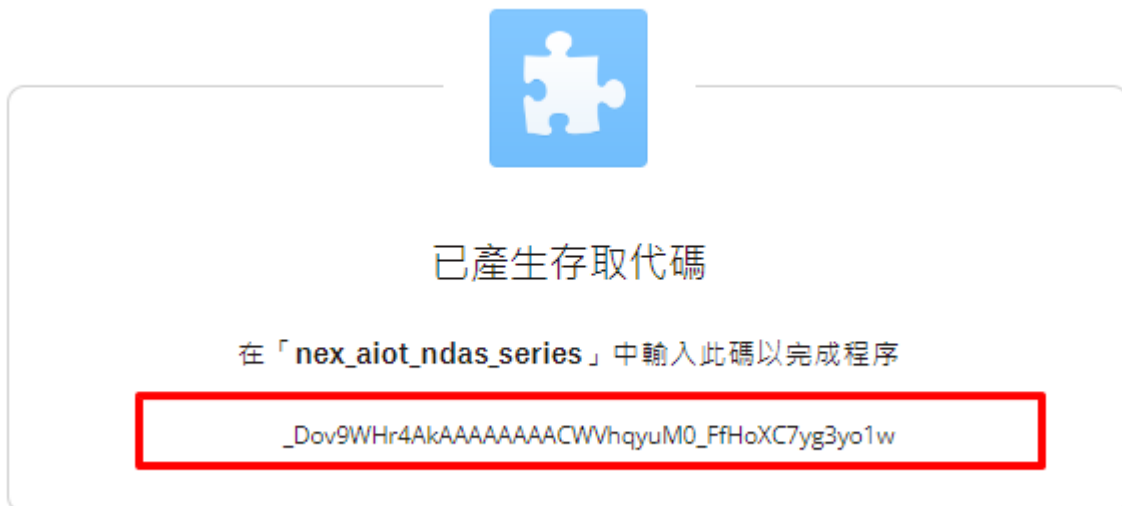 已產生存取代碼
在「nex_aiot_ndas_series」中輸入此碼以完成程序
_Dov9WHr4AkAAAAAAAACWVhqyuM0_FfHoXC7yg3yo1w